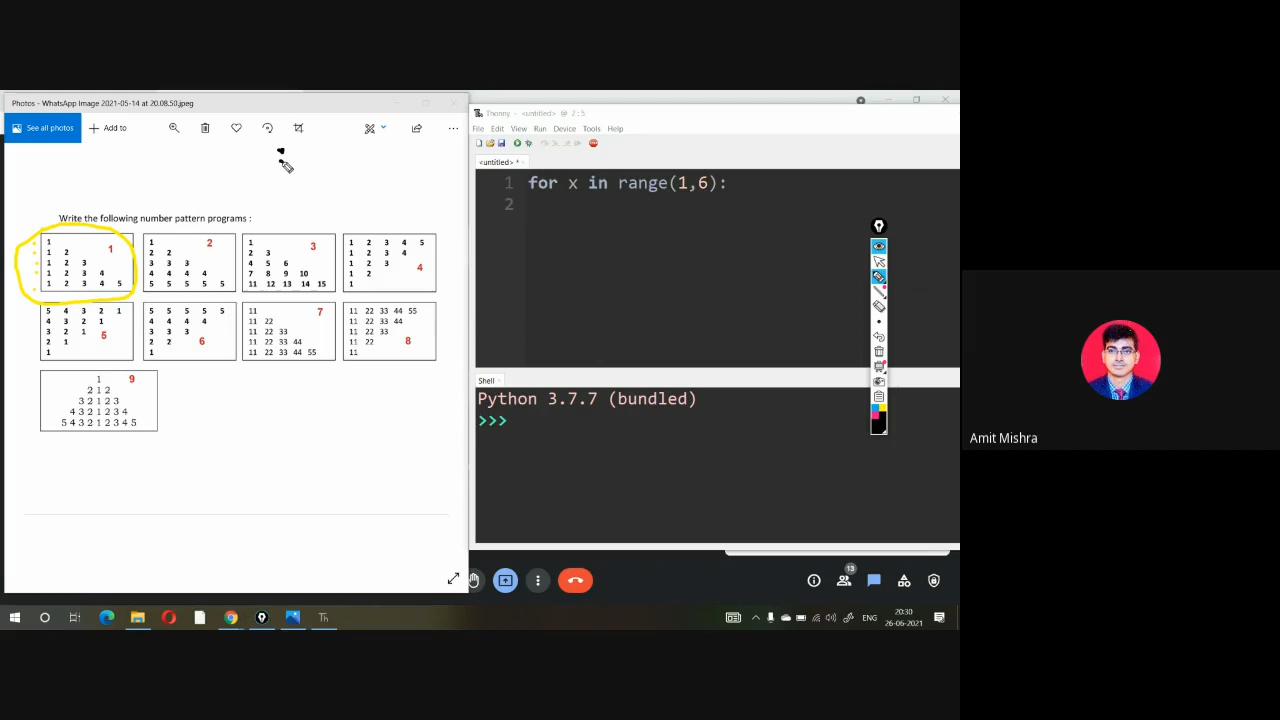 Photos - WhatsApp Image 2021-05-14 at 20.08.50.jpeg
See all photos
Add to
Write the following number pattern programs :
1
1 2
1 2 3
1 2 3 4
1 2 3 4 5
1
1
2 2
3 3 3
4 4 4 4
5 5 5 5 5
2
1
2 3
4 5 6
7 8 9 10
11 12 13 14 15
3
1 2 3 4 5
1 2 3 4
1 2 3
1 2
1
4
5 4 3 2 1
4 3 2 1
3 2 1
2 1
1
5
5 5 5 5 5
4 4 4 4
3 3 3
2 2
1
6
11
11 22
11 22 33
11 22 33 44
11 22 33 44 55
7
11 22 33 44 55
11 22 33 44
11 22 33
11 22
11
8
1
2 1 2
3 2 1 2 3
4 3 2 1 2 3 4
5 4 3 2 1 2 3 4 5
9
Thonny - <untitled> @ 2 : 5
File Edit View Run Device Tools Help
<untitled> *
1 for x in range(1,6):
2
Shell
Python 3.7.7 (bundled)
>>>
13
Th
ENG
20:30
26-06-2021
Amit Mishra